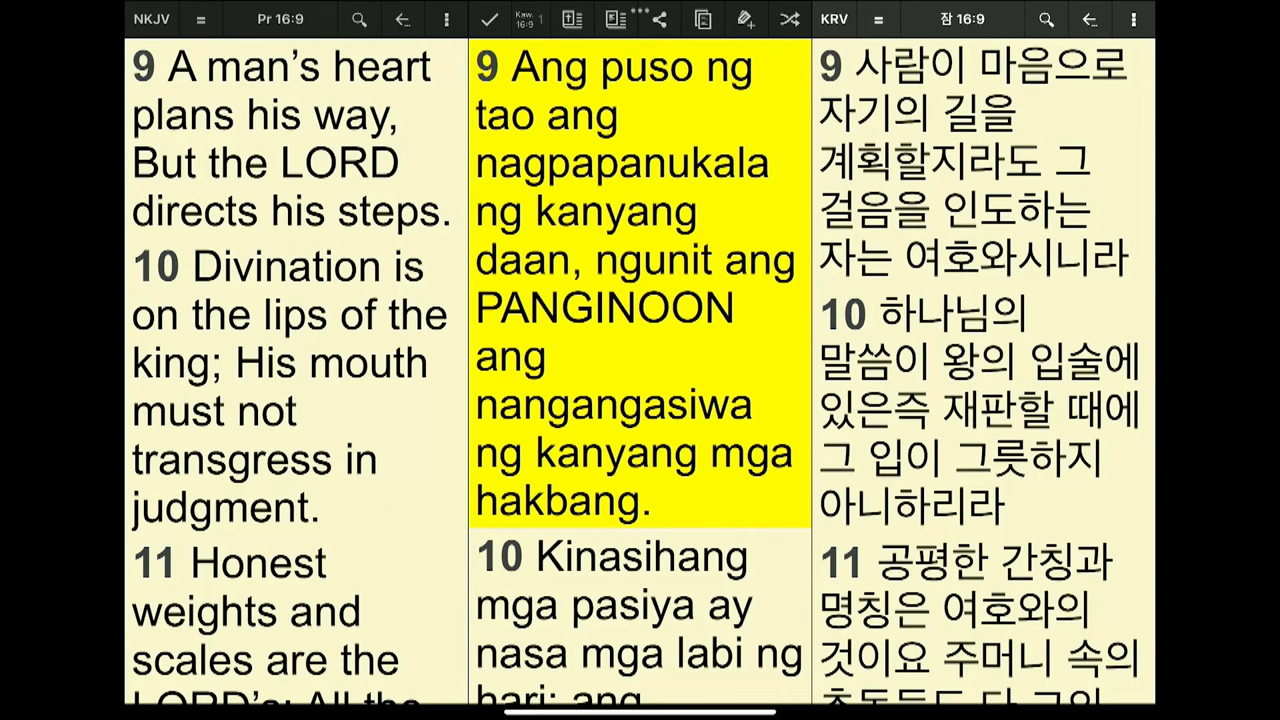 NKJV = Pr 16:9
Kaw. 16:9 1
KRV = 잠 16:9
9 A man's heart
plans his way,
But the LORD
directs his steps.
10 Divination is
on the lips of the
king; His mouth
must not
transgress in
judgment.
11 Honest
weights and
scales are the
LORD's; All the
9 Ang puso ng
tao ang
nagpapanukala
ng kanyang
daan, ngunit ang
PANGINOON
ang
nangangasiwa
ng kanyang mga
hakbang.
10 Kinasihang
mga pasiya ay
nasa mga labi ng
hari; ang
9 사람이 마음으로
자기의 길을
계획할지라도 그
걸음을 인도하는
자는 여호와시니라
10 하나님의
말씀이 왕의 입술에
있은즉 재판할 때에
그 입이 그릇하지
아니하리라
11 공평한 간칭과
명칭은 여호와의
것이요 주머니 속의